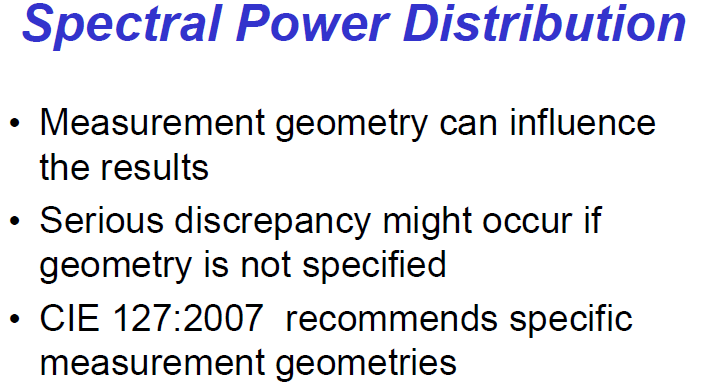 Spectral Power Distribution
• Measurement geometry can influence
the results
• Serious discrepancy might occur if
geometry is not specified
• CIE 127:2007  recommends specific
measurement geometries